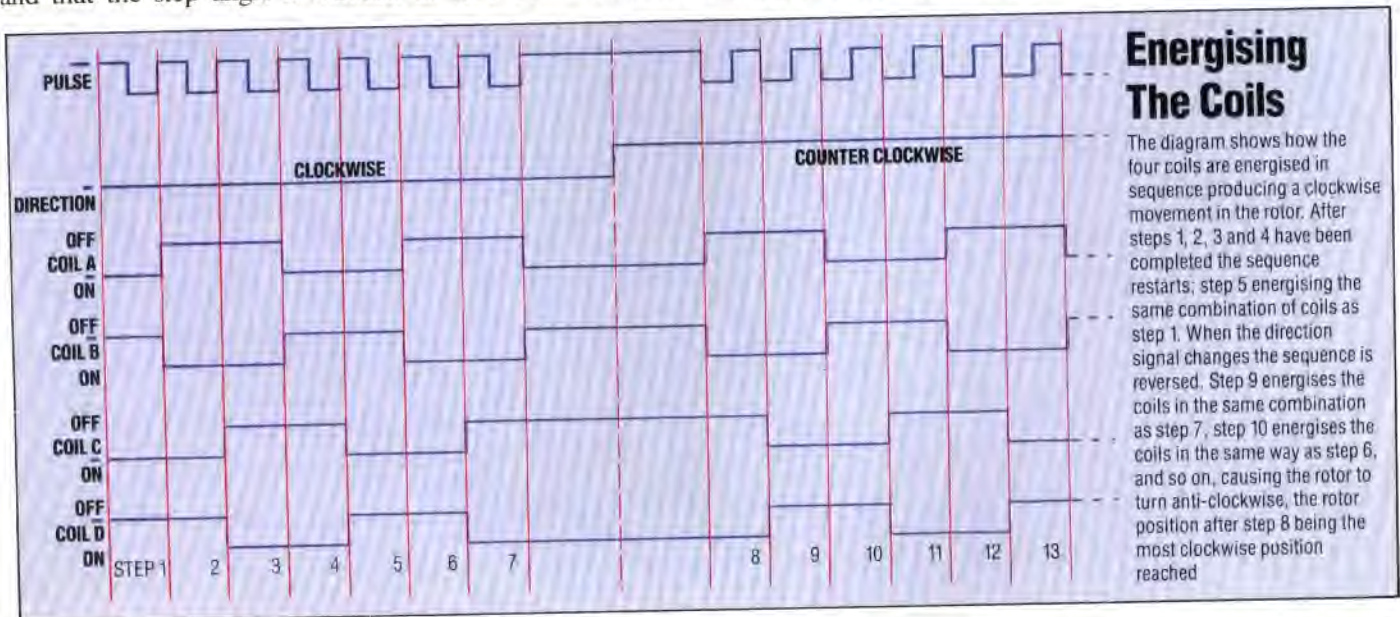 and that the step
PULSE
CLOCKWISE
COUNTER CLOCKWISE
DIRECTION
OFF
COIL A
ON
OFF
COIL B
ON
OFF
COIL C
ON
OFF
COIL D
ON
STEP 1 2 3 4 5 6 7 8 9 10 11 12 13
Energising
The Coils
The diagram shows how the
four coils are energised in
sequence producing a clockwise
movement in the rotor. After
steps 1, 2, 3 and 4 have been
completed the sequence
restarts; step 5 energising the
same combination of coils as
step 1. When the direction
signal changes the sequence is
reversed. Step 9 energises the
coils in the same combination
as step 7, step 10 energises the
coils in the same way as step 6,
and so on, causing the rotor to
turn anti-clockwise, the rotor
position after step 8 being the
most clockwise position
reached